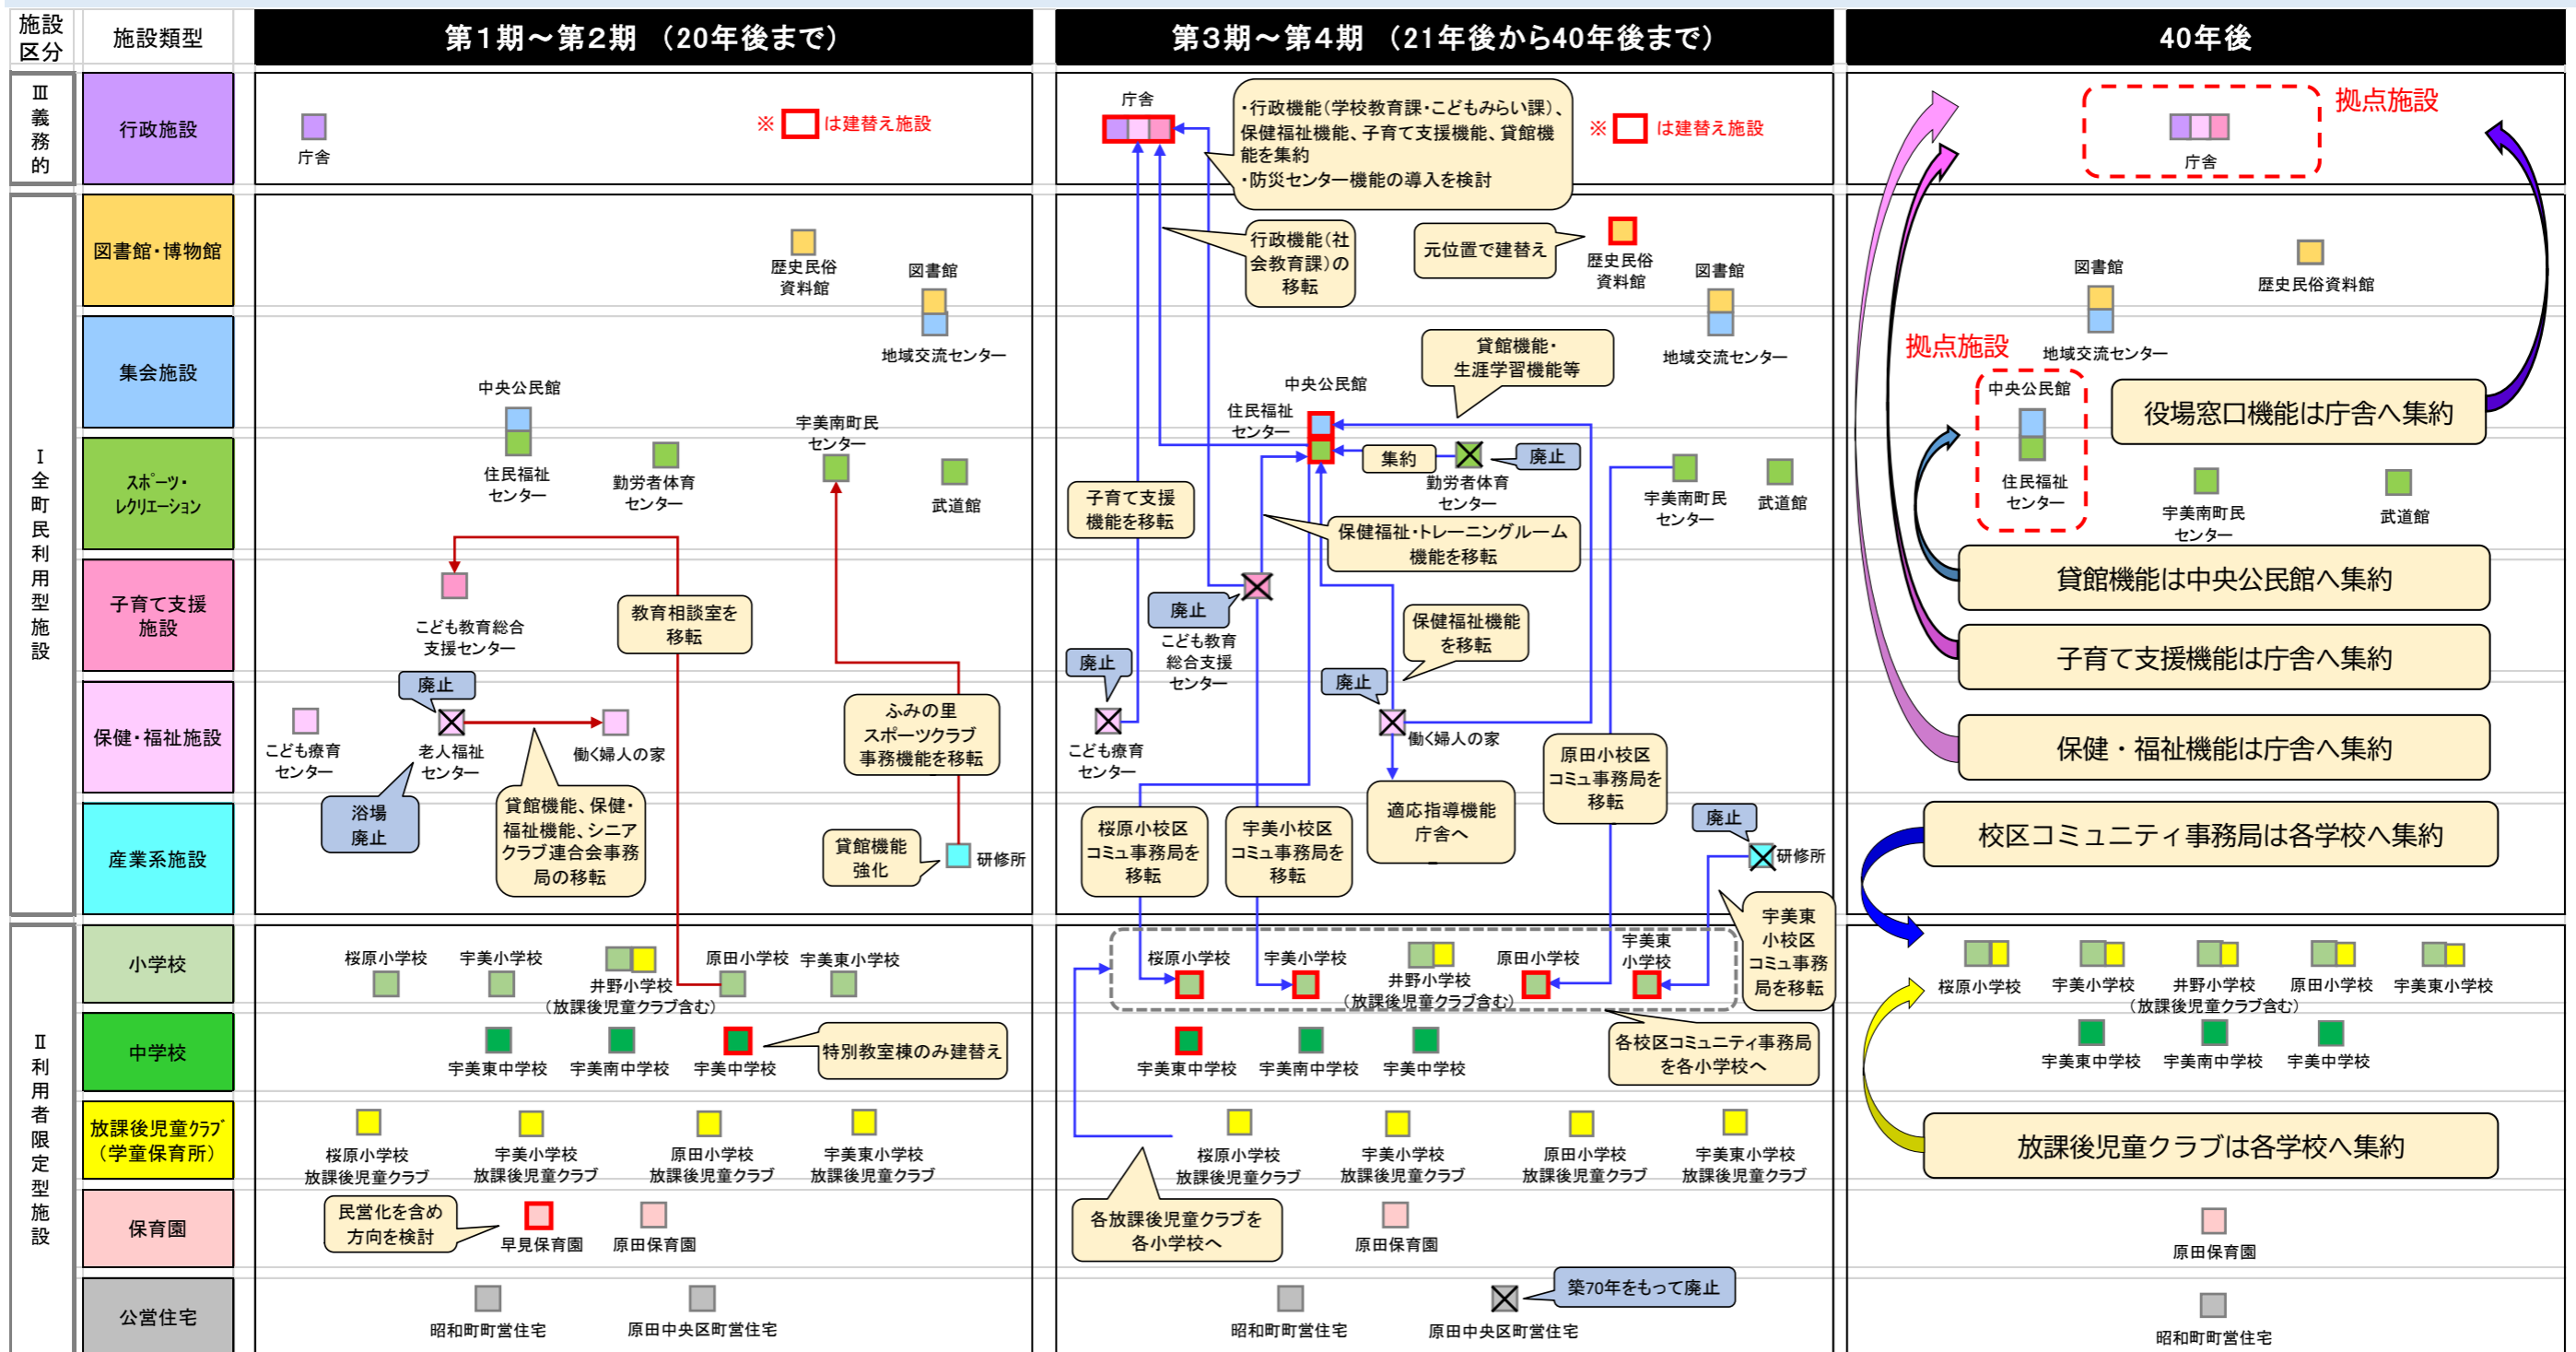 施設
区分
施設類型
第1期～第2期 （20年後まで）
第3期～第4期 （21年後から40年後まで）
40年後
Ⅲ
義
務
的
行政施設
庁舎
※
は建替え施設
庁舎
・行政機能(学校教育課・こどもみらい課)、
保健福祉機能、子育て支援機能、貸館機
能を集約
・防災センター機能の導入を検討
※
は建替え施設
拠点施設
庁舎
Ⅰ
全
町
民
利
用
型
施
設
図書館・博物館
歴史民俗
資料館
図書館
行政機能(社
会教育課)の
移転
元位置で建替え
歴史民俗
資料館
図書館
図書館
歴史民俗資料館
集会施設
地域交流センター
中央公民館
宇美南町民
センター
貸館機能・
生涯学習機能等
地域交流センター
中央公民館
住民福祉
センター
拠点施設
地域交流センター
中央公民館
役場窓口機能は庁舎へ集約
スポーツ・
レクリエーション
住民福祉
センター
勤労者体育
センター
武道館
集約
廃止
勤労者体育
センター
宇美南町民
センター
武道館
子育て支援
機能を移転
保健福祉・トレーニングルーム
機能を移転
住民福祉
センター
宇美南町民
センター
武道館
貸館機能は中央公民館へ集約
子育て支援
施設
こども教育総合
支援センター
教育相談室を
移転
廃止
こども教育
総合支援
センター
保健福祉機能
を移転
子育て支援機能は庁舎へ集約
保健・福祉施設
廃止
こども療育
センター
老人福祉
センター
働く婦人の家
ふみの里
スポーツクラブ
事務機能を移転
廃止
こども療育
センター
廃止
働く婦人の家
原田小校区
コミュ事務局を
移転
保健・福祉機能は庁舎へ集約
産業系施設
浴場
廃止
貸館機能、保健・
福祉機能、シニア
クラブ連合会事務
局の移転
貸館機能
強化
研修所
桜原小校区
コミュ事務局を
移転
宇美小校区
コミュ事務局を
移転
適応指導機能
庁舎へ
廃止
研修所
宇美東
小校区
コミュ事務
局を移転
校区コミュニティ事務局は各学校へ集約
Ⅱ
利
用
者
限
定
型
施
設
小学校
桜原小学校
宇美小学校
井野小学校
（放課後児童クラブ含む）
原田小学校
宇美東小学校
桜原小学校
宇美小学校
井野小学校
（放課後児童クラブ含む）
原田小学校
宇美東
小学校
桜原小学校
宇美小学校
井野小学校
（放課後児童クラブ含む）
原田小学校
宇美東小学校
中学校
宇美東中学校
宇美南中学校
宇美中学校
特別教室棟のみ建替え
宇美東中学校
宇美南中学校
宇美中学校
各校区コミュニティ事務局
を各小学校へ
宇美東中学校
宇美南中学校
宇美中学校
放課後児童クラブ
（学童保育所）
桜原小学校
放課後児童クラブ
宇美小学校
放課後児童クラブ
原田小学校
放課後児童クラブ
宇美東小学校
放課後児童クラブ
桜原小学校
放課後児童クラブ
宇美小学校
放課後児童クラブ
原田小学校
放課後児童クラブ
宇美東小学校
放課後児童クラブ
放課後児童クラブは各学校へ集約
保育園
民営化を含め
方向を検討
早見保育園
原田保育園
各放課後児童クラブを
各小学校へ
原田保育園
原田保育園
公営住宅
昭和町町営住宅
原田中央区町営住宅
昭和町町営住宅
築70年をもって廃止
原田中央区町営住宅
昭和町町営住宅